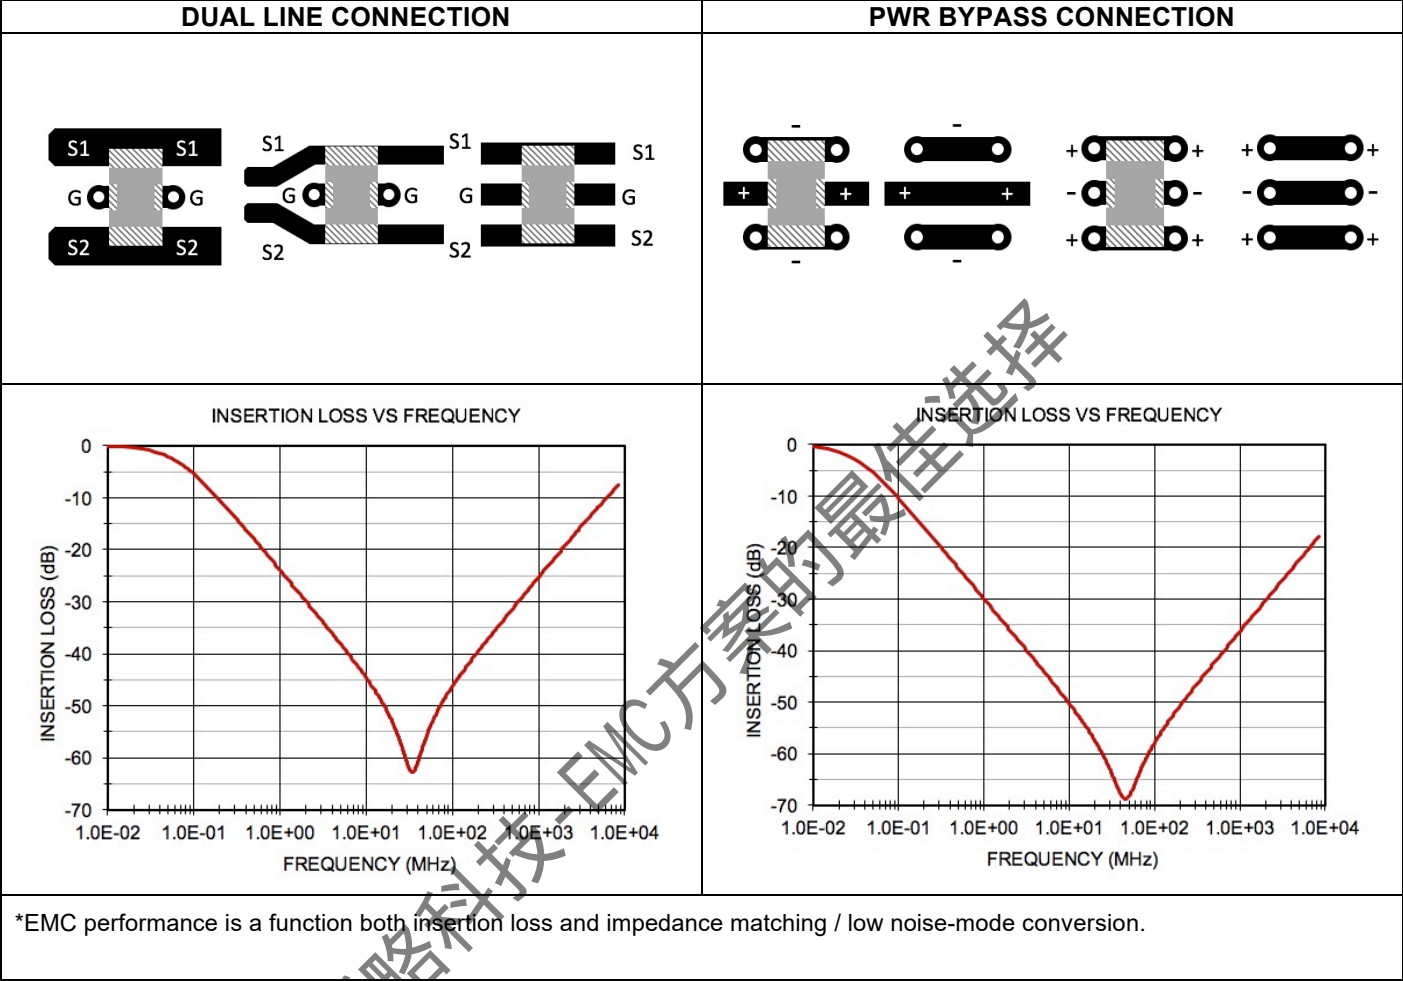 DUAL LINE CONNECTION
PWR BYPASS CONNECTION
S1 S1
G G
S2 S2
S1 S1
G G
S2 S2
S1
G G
S2
-
+ +
-
-
+ +
-
+ +
- -
+ +
+ +
- -
+ +
INSERTION LOSS VS FREQUENCY
0
-10
-20
-30
-40
-50
-60
-70
INSERTION LOSS (dB)
1.0E-02 1.0E-01 1.0E+00 1.0E+01 1.0E+02 1.0E+03 1.0E+04
FREQUENCY (MHz)
INSERTION LOSS VS FREQUENCY
0
-10
-20
-30
-40
-50
-60
-70
INSERTION LOSS (dB)
1.0E-02 1.0E-01 1.0E+00 1.0E+01 1.0E+02 1.0E+03 1.0E+04
FREQUENCY (MHz)
*EMC performance is a function both insertion loss and impedance matching / low noise-mode conversion.
略科技-EMC方案的最佳选择